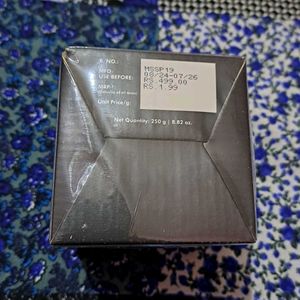 B. NO.:
MFG.
USE BEFORE:
MRP:
Unit Price/g:
MSSP19
08/24-07/26
RS.499.00
RS.1.99
Net Quantity: 250 g | 8.82 oz.